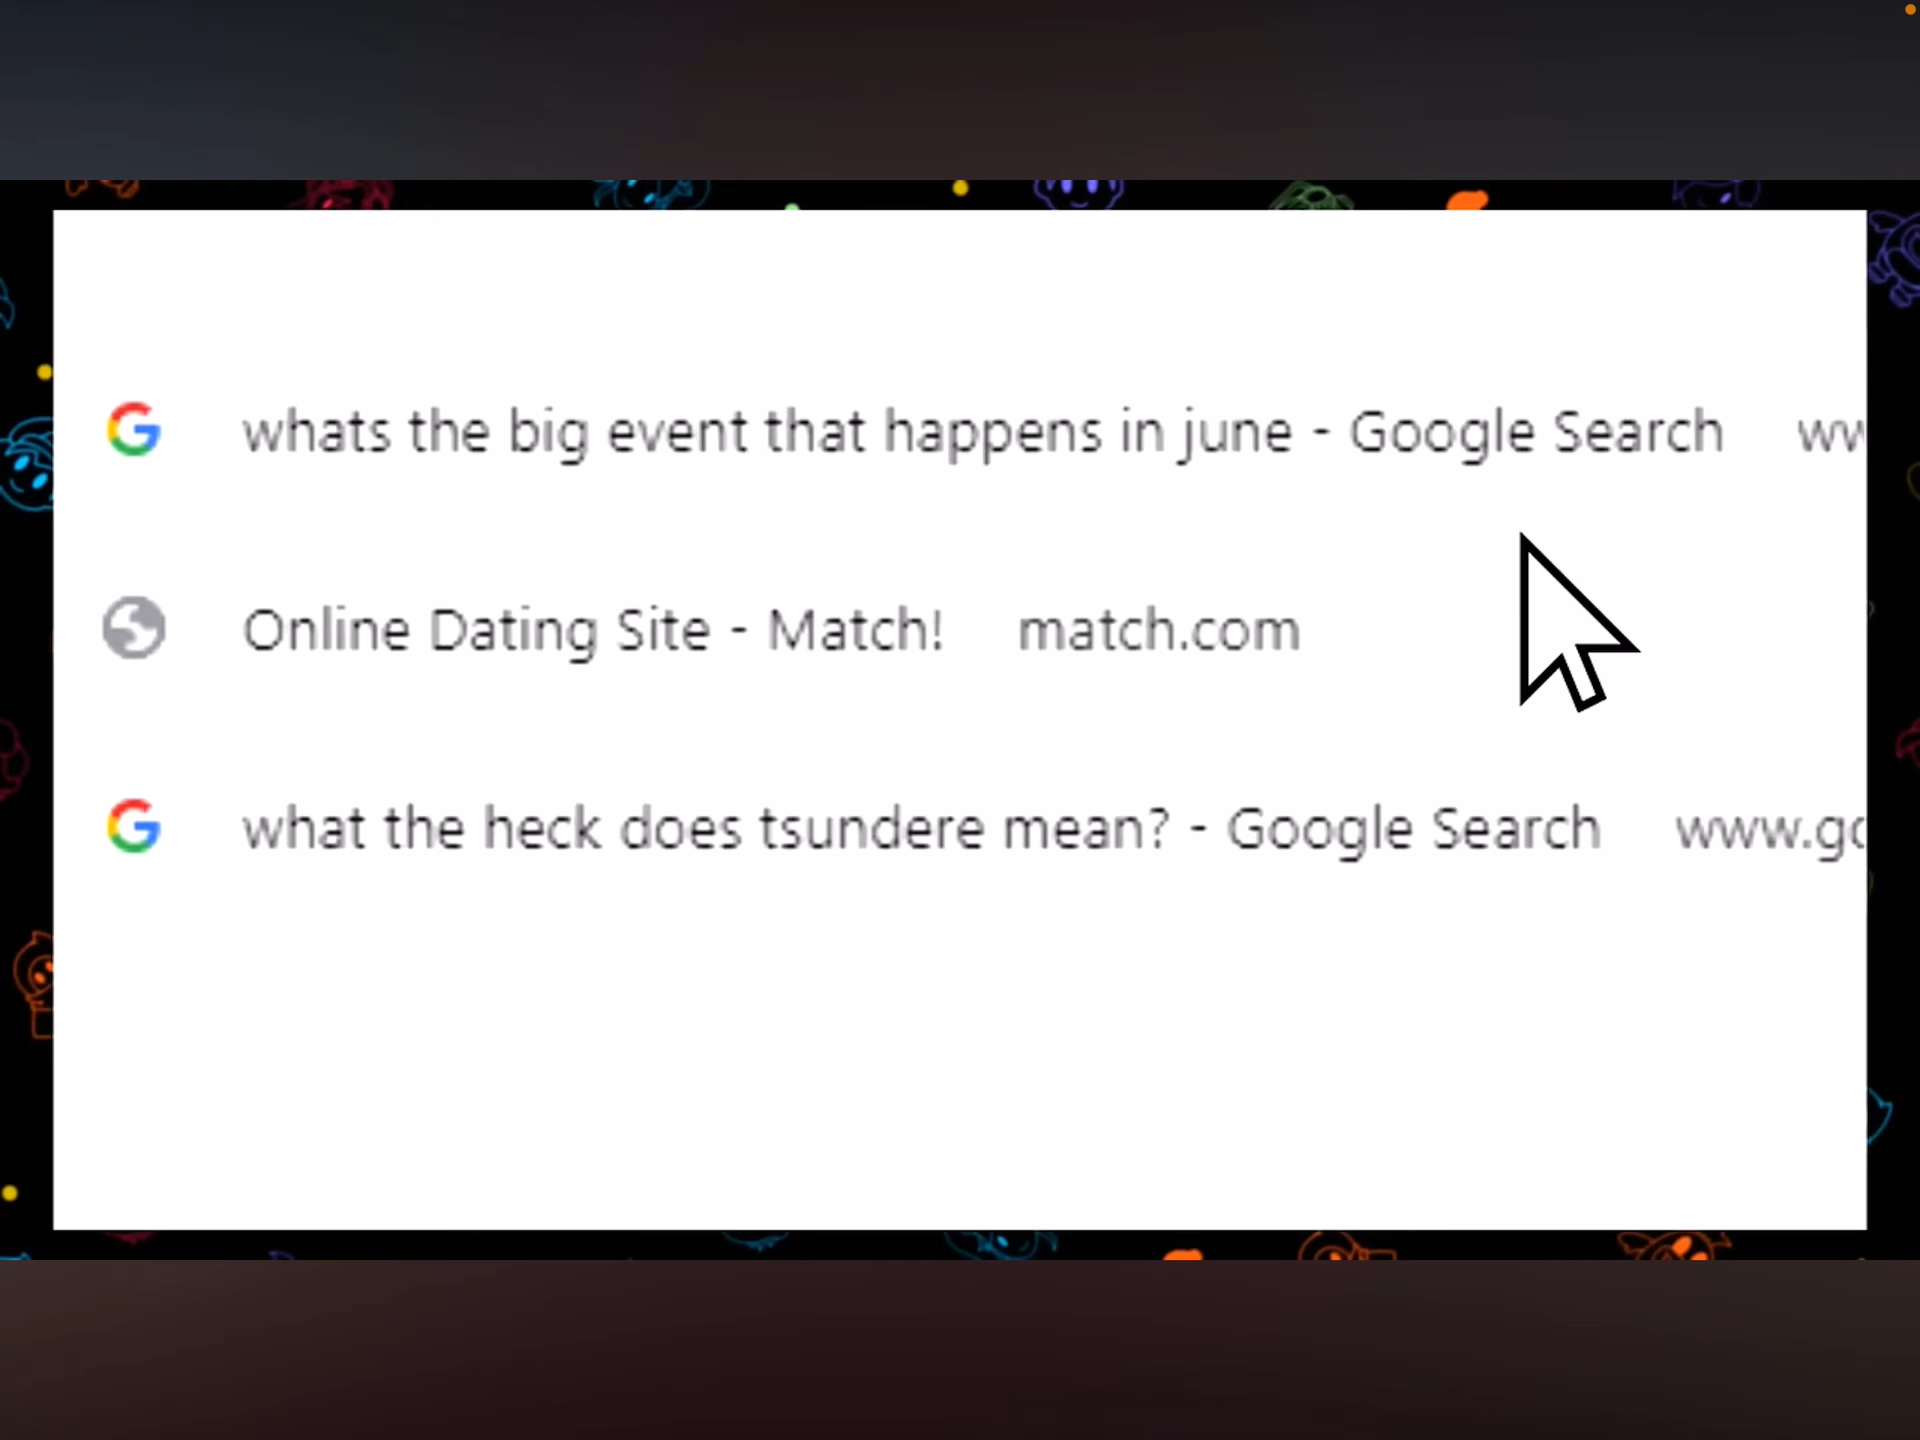 whats the big event that happens in june - Google Search
Online Dating Site - Match! match.com
what the heck does tsundere mean? - Google Search